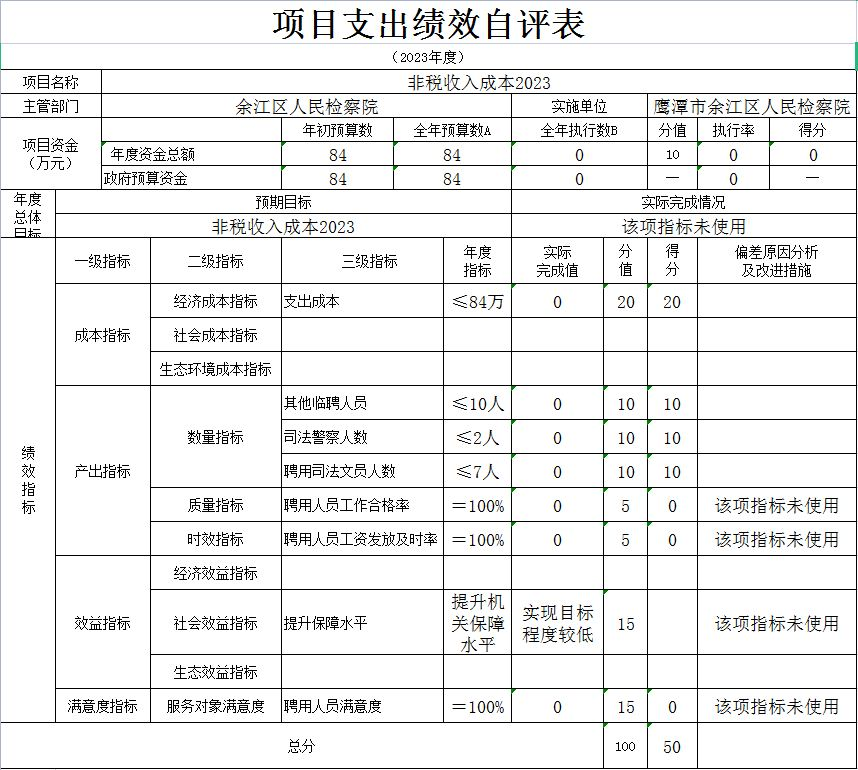 项目支出绩效自评表
（2023年度）
项目名称 非税收入成本2023
主管部门 余江区人民检察院 实施单位 鹰潭市余江区人民检察院
项目资金（万元） 年初预算数 全年预算数A 全年执行数B 分值 执行率 得分
年度资金总额 84 84 0 10 0 0
政府预算资金 84 84 0 — 0 —
年度总体目标 预期目标 实际完成情况
非税收入成本2023 该项指标未使用
绩效指标 一级指标 二级指标 三级指标 年度指标 实际完成值 分值 得分 偏差原因分析及改进措施
成本指标 经济成本指标 支出成本 ≤84万 0 20 20
社会成本指标
生态环境成本指标
产出指标 数量指标 其他临聘人员 ≤10人 0 10 10
司法警察人数 ≤2人 0 10 10
聘用司法文员人数 ≤7人 0 10 10
质量指标 聘用人员工作合格率 ＝100% 0 5 0 该项指标未使用
时效指标 聘用人员工资发放及时率 ＝100% 0 5 0 该项指标未使用
效益指标 经济效益指标
社会效益指标 提升保障水平 提升机关保障水平 实现目标程度较低 15 该项指标未使用
生态效益指标
满意度指标 服务对象满意度 聘用人员满意度 ＝100% 0 15 0 该项指标未使用
总分 100 50